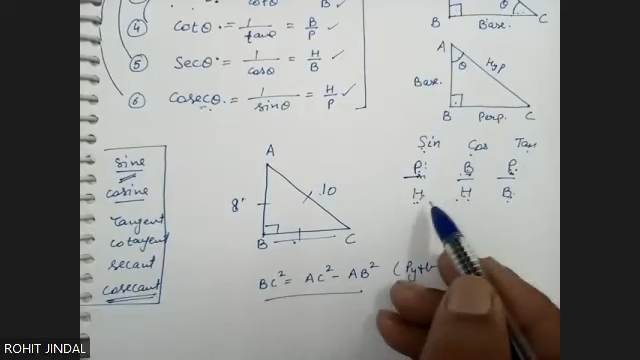 θ
B
B
Base.
C
④ cotθ = 1/tanθ = B/P ✓
⑤ Secθ = 1/cosθ = H/B ✓
⑥ Cosecθ = 1/sinθ = H/P ✓
A
θ
Hyp
Base.
B
Perp.
C
sine
cosine
tangent
cotangent
secant
cosecant
A
8
10
B
C
Sin Cos Tan
P B P
H H B
BC² = AC² - AB²
ROHIT JINDAL